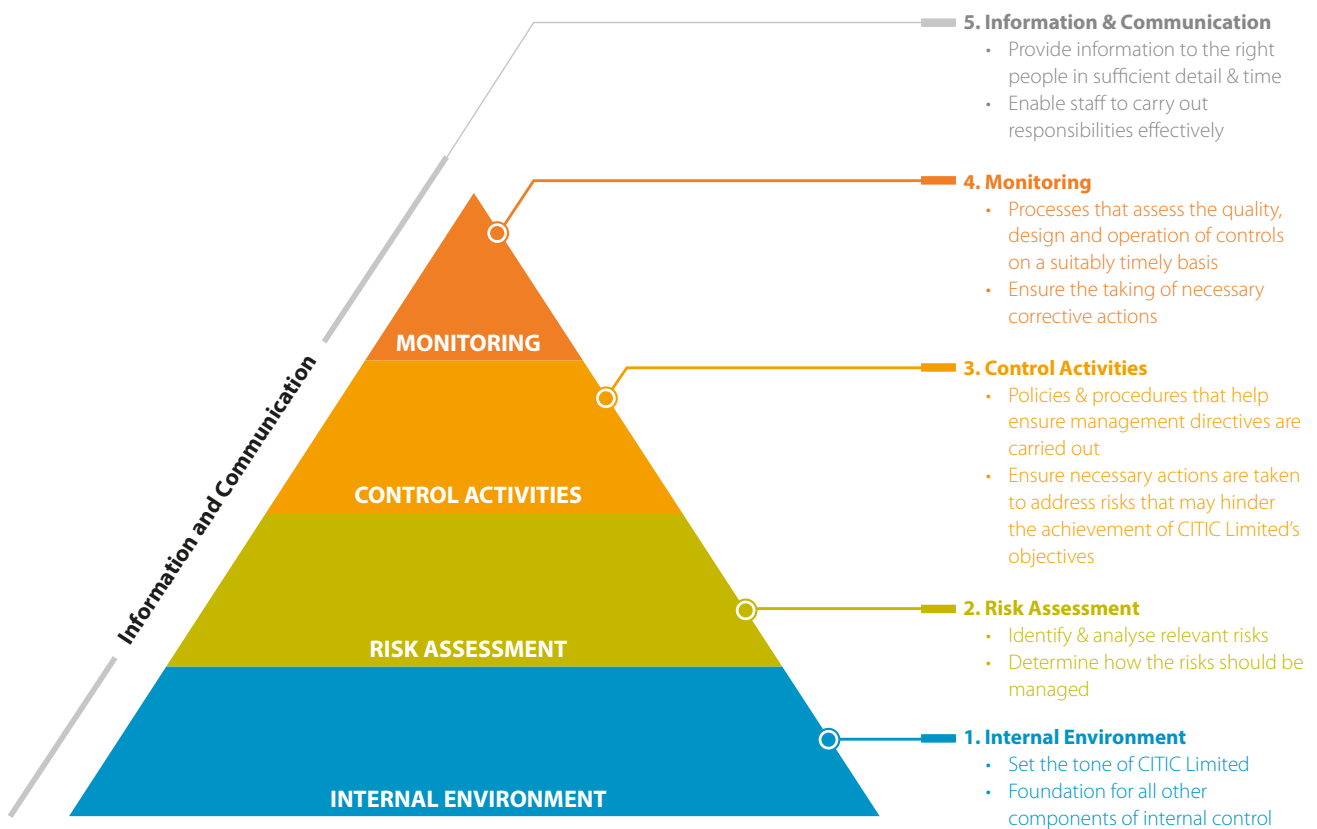 5. Information & Communication
• Provide information to the right
people in sufficient detail & time
• Enable staff to carry out
responsibilities effectively
4. Monitoring
• Processes that assess the quality,
design and operation of controls
on a suitably timely basis
• Ensure the taking of necessary
corrective actions
3. Control Activities
• Policies & procedures that help
ensure management directives are
carried out
• Ensure necessary actions are taken
to address risks that may hinder
the achievement of CITIC Limited's
objectives
2. Risk Assessment
• Identify & analyse relevant risks
• Determine how the risks should be
managed
1. Internal Environment
• Set the tone of CITIC Limited
• Foundation for all other
components of internal control
Information and Communication
MONITORING
CONTROL ACTIVITIES
RISK ASSESSMENT
INTERNAL ENVIRONMENT